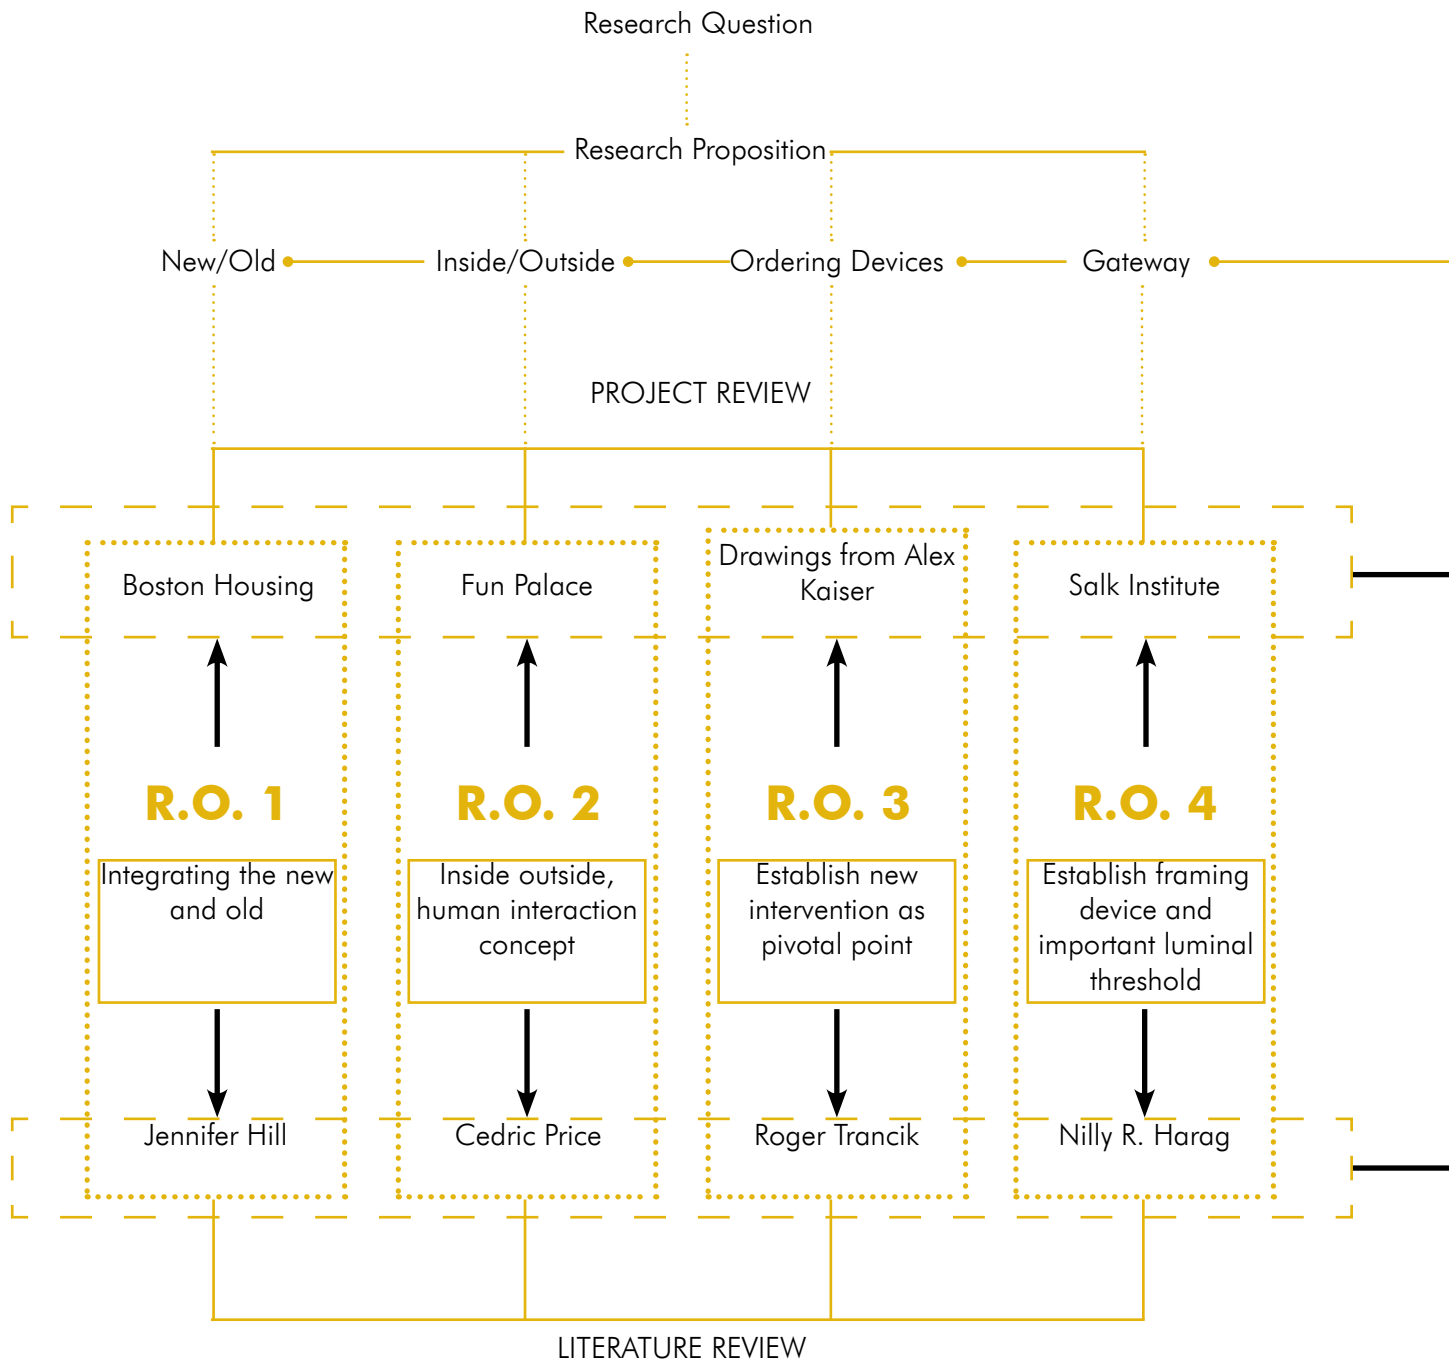 Research Question
Research Proposition
New/Old
Inside/Outside
Ordering Devices
Gateway
PROJECT REVIEW
Boston Housing
Fun Palace
Drawings from Alex
Kaiser
Salk Institute
R.O. 1
R.O. 2
R.O. 3
R.O. 4
Integrating the new
and old
Inside outside,
human interaction
concept
Establish new
intervention as
pivotal point
Establish framing
device and
important luminal
threshold
Jennifer Hill
Cedric Price
Roger Trancik
Nilly R. Harag
LITERATURE REVIEW